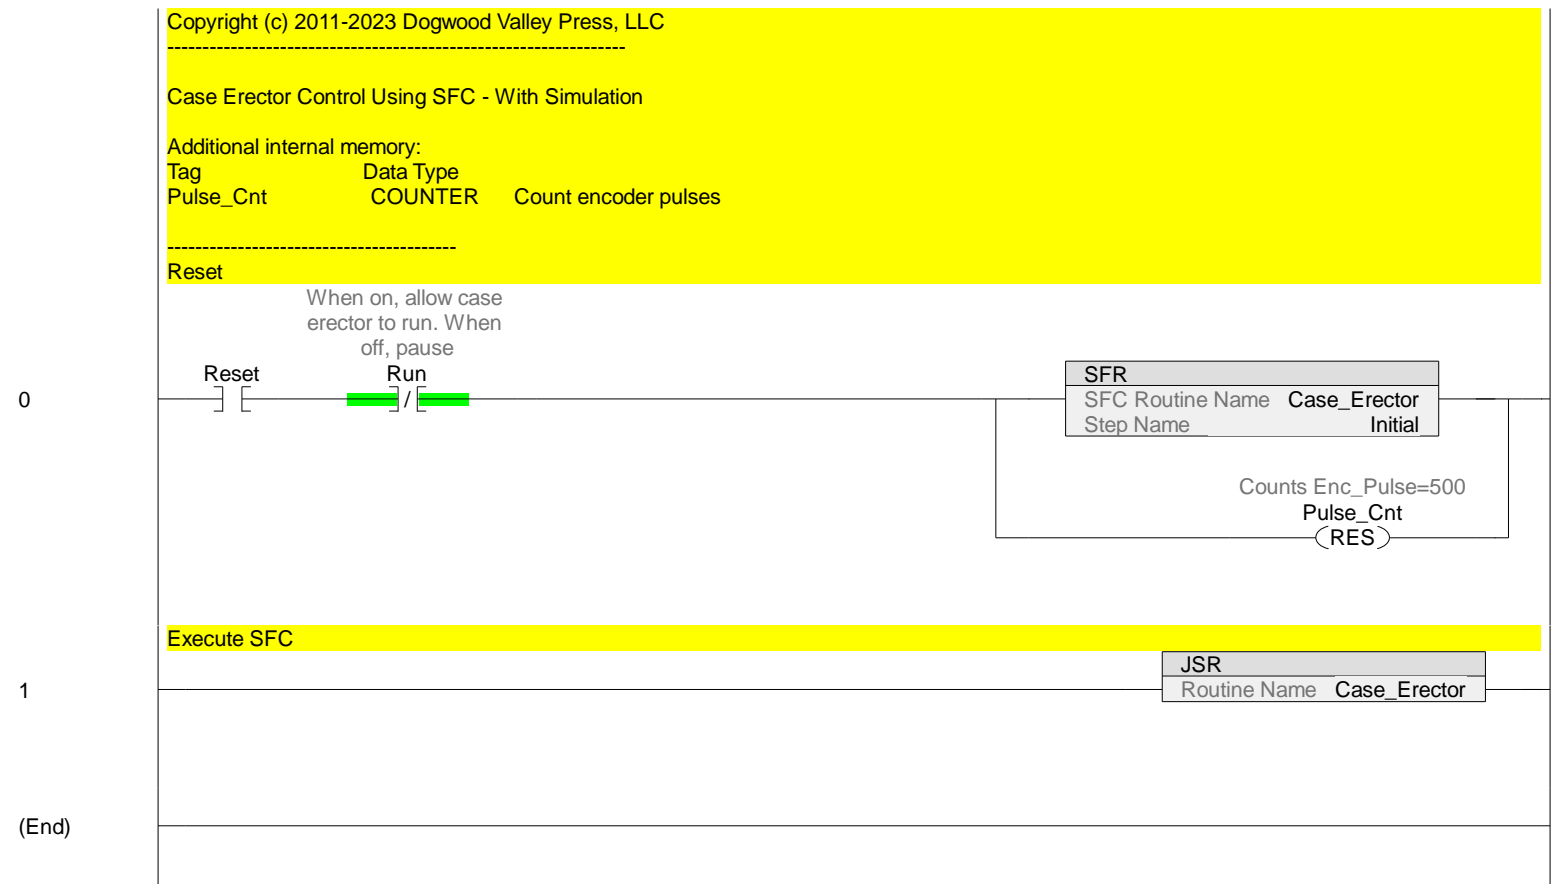 Copyright (c) 2011-2023 Dogwood Valley Press, LLC
-----------------------------------------------------------------
Case Erector Control Using SFC - With Simulation
Additional internal memory:
Tag Data Type
Pulse_Cnt COUNTER Count encoder pulses
-----------------------------------------
Reset
When on, allow case
erector to run. When
off, pause
Reset Run
0
/
SFR
SFC Routine Name Case_Erector
Step Name Initial
Counts Enc_Pulse=500
Pulse_Cnt
RES
Execute SFC
1
JSR
Routine Name Case_Erector
(End)